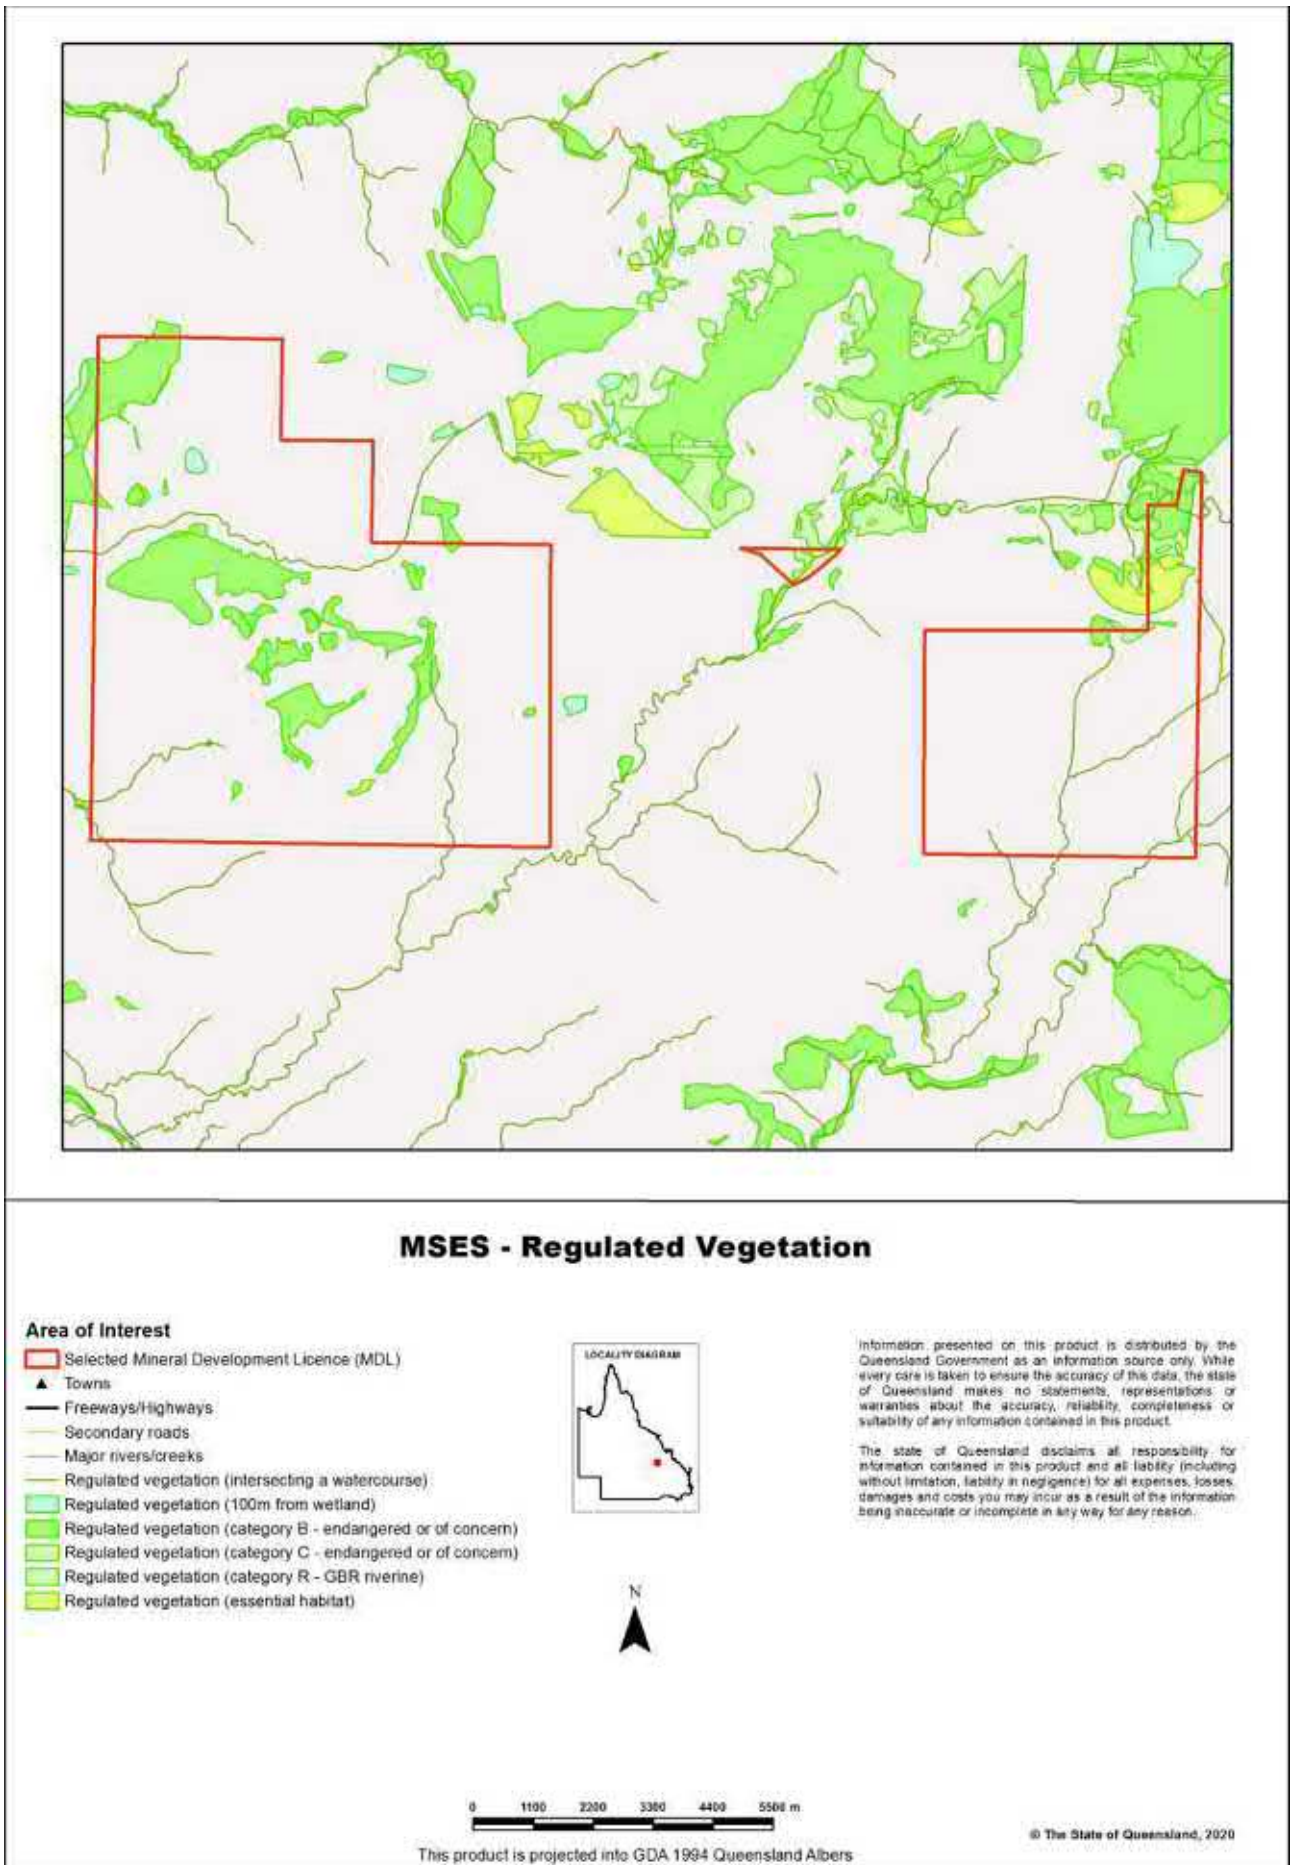 MSES - Regulated Vegetation
Area of Interest
Selected Mineral Development Licence (MDL)
Towns
Freeways/Highways
Secondary roads
Major rivers/creeks
Regulated vegetation (intersecting a watercourse)
Regulated vegetation (100m from wetland)
Regulated vegetation (category B - endangered or of concern)
Regulated vegetation (category C - endangered or of concern)
Regulated vegetation (category R - GBR riverine)
Regulated vegetation (essential habitat)
LOCALITY DIAGRAM
N
Information presented on this product is distributed by the
Queensland Government as an information source only. While
every care is taken to ensure the accuracy of this data, the state
of Queensland makes no statements, representations or
warranties about the accuracy, reliability, completeness or
suitability of any information contained in this product.
The state of Queensland disclaims all responsibility for
information contained in this product and all liability (including
without limitation, liability in negligence) for all expenses, losses,
damages and costs you may incur as a result of the information
being inaccurate or incomplete in any way for any reason.
0 1100 2200 3300 4400 5500 m
This product is projected into GDA 1994 Queensland Albers
© The State of Queensland, 2020